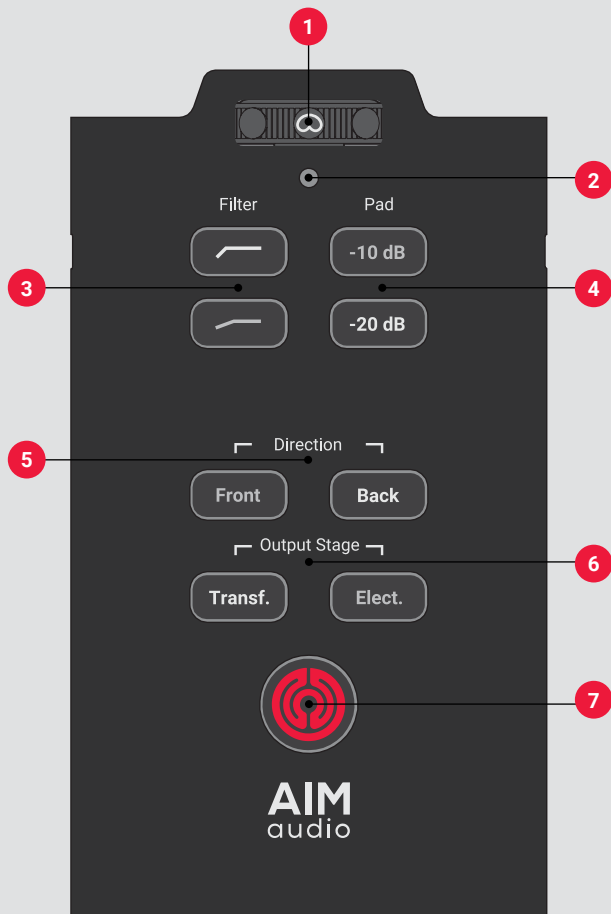 1
2
Filter Pad
-10 dB
3 4
-20 dB
Direction
5
Front Back
Output Stage
6
Transf. Elect.
7
AIM
audio